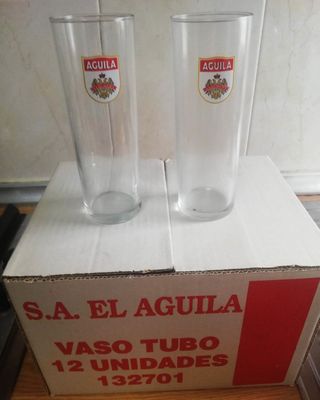 AGUILA
AGUILA
S.A. EL AGUILA
VASO TUBO
12 UNIDADES
132701